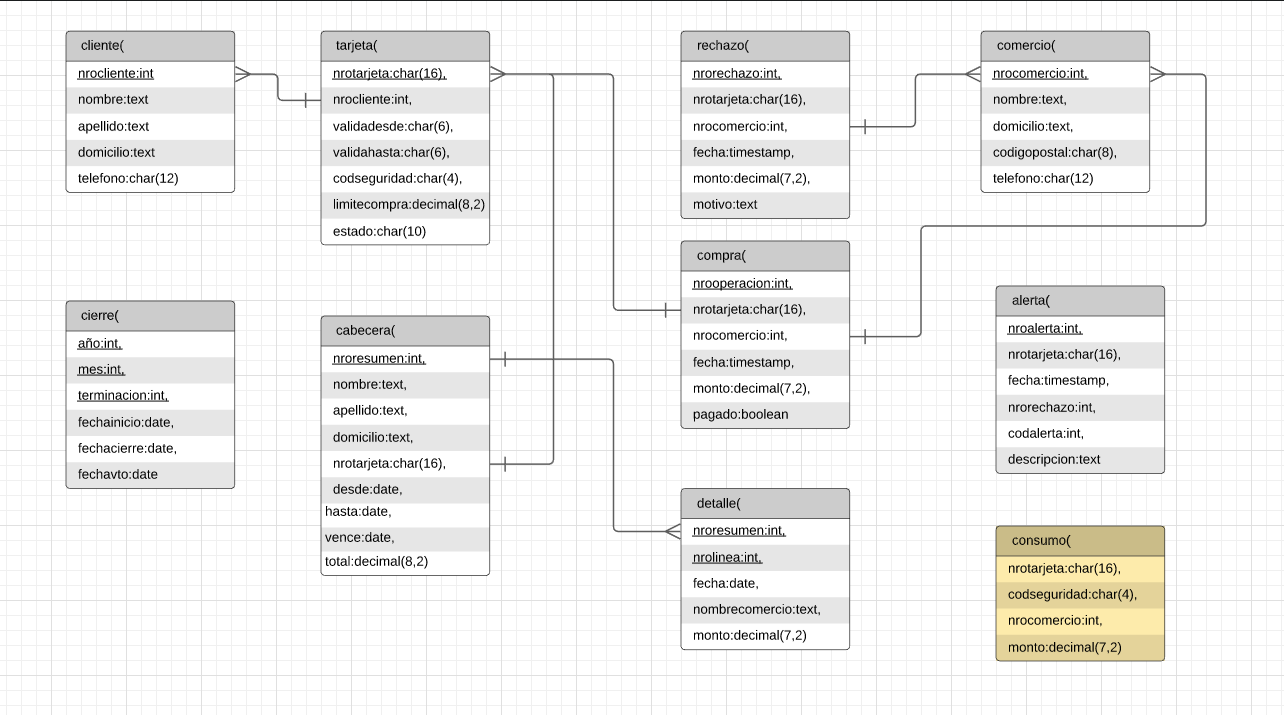 cliente(
nrocliente:int
nombre:text
apellido:text
domicilio:text
telefono:char(12)
tarjeta(
nrotarjeta:char(16),
nrocliente:int,
validadesde:char(6),
validahasta:char(6),
codseguridad:char(4),
limitecompra:decimal(8,2)
estado:char(10)
rechazo(
nrorechazo:int,
nrotarjeta:char(16),
nrocomercio:int,
fecha:timestamp,
monto:decimal(7,2),
motivo:text
comercio(
nrocomercio:int,
nombre:text,
domicilio:text,
codigopostal:char(8),
telefono:char(12)
cierre(
año:int,
mes:int,
terminacion:int,
fechainicio:date,
fechacierre:date,
fechavto:date
cabecera(
nroresumen:int,
nombre:text,
apellido:text,
domicilio:text,
nrotarjeta:char(16),
desde:date,
hasta:date,
vence:date,
total:decimal(8,2)
compra(
nrooperacion:int,
nrotarjeta:char(16),
nrocomercio:int,
fecha:timestamp,
monto:decimal(7,2),
pagado:boolean
alerta(
nroalerta:int,
nrotarjeta:char(16),
fecha:timestamp,
nrorechazo:int,
codalerta:int,
descripcion:text
detalle(
nroresumen:int,
nrolinea:int,
fecha:date,
nombrecomercio:text,
monto:decimal(7,2)
consumo(
nrotarjeta:char(16),
codseguridad:char(4),
nrocomercio:int,
monto:decimal(7,2)